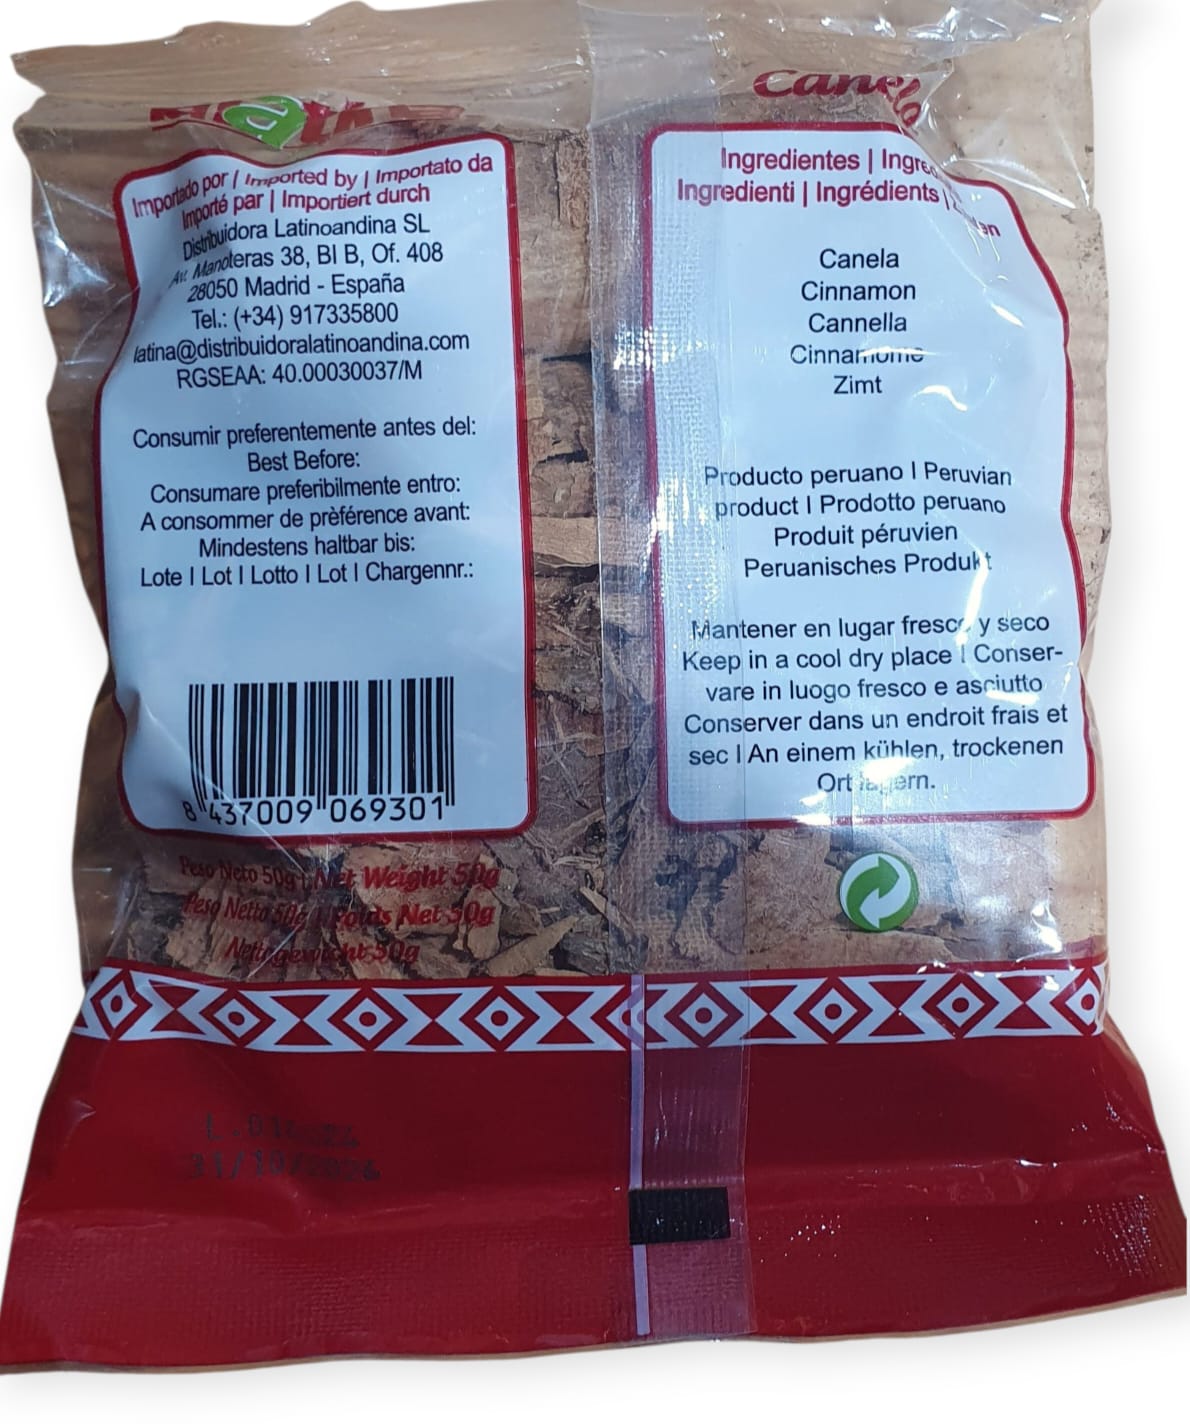 Importado por | Imported by | Importato da
Importé par | Importiert durch
Distribuidora Latinoandina SL
Av. Manoteras 38, Bl B, Of. 408
28050 Madrid - España
Tel.: (+34) 917335800
latina@distribuidoralatinoandina.com
RGSEAA: 40.00030037/M
Consumir preferentemente antes del:
Best Before:
Consumare preferibilmente entro:
A consommer de prèférence avant:
Mindestens haltbar bis:
Lote l Lot l Lotto l Lot l Chargennr.:
8 437009 069301
Peso Neto 50g | Net Weight 50g
Peso Netto 50g | Poids Net 50g
Nettogewicht 50g
31/10/2026
Canela
Ingredientes |
Ingredienti | Ingrédients |
Canela
Cinnamon
Cannella
Cinnamome
Zimt
Producto peruano l Peruvian
product l Prodotto peruano
Produit péruvien
Peruanisches Produkt
Mantener en lugar fresco y seco
Keep in a cool dry place l Conser-
vare in luogo fresco e asciutto
Conserver dans un endroit frais et
sec l An einem kühlen, trockenen
Ort lagern.